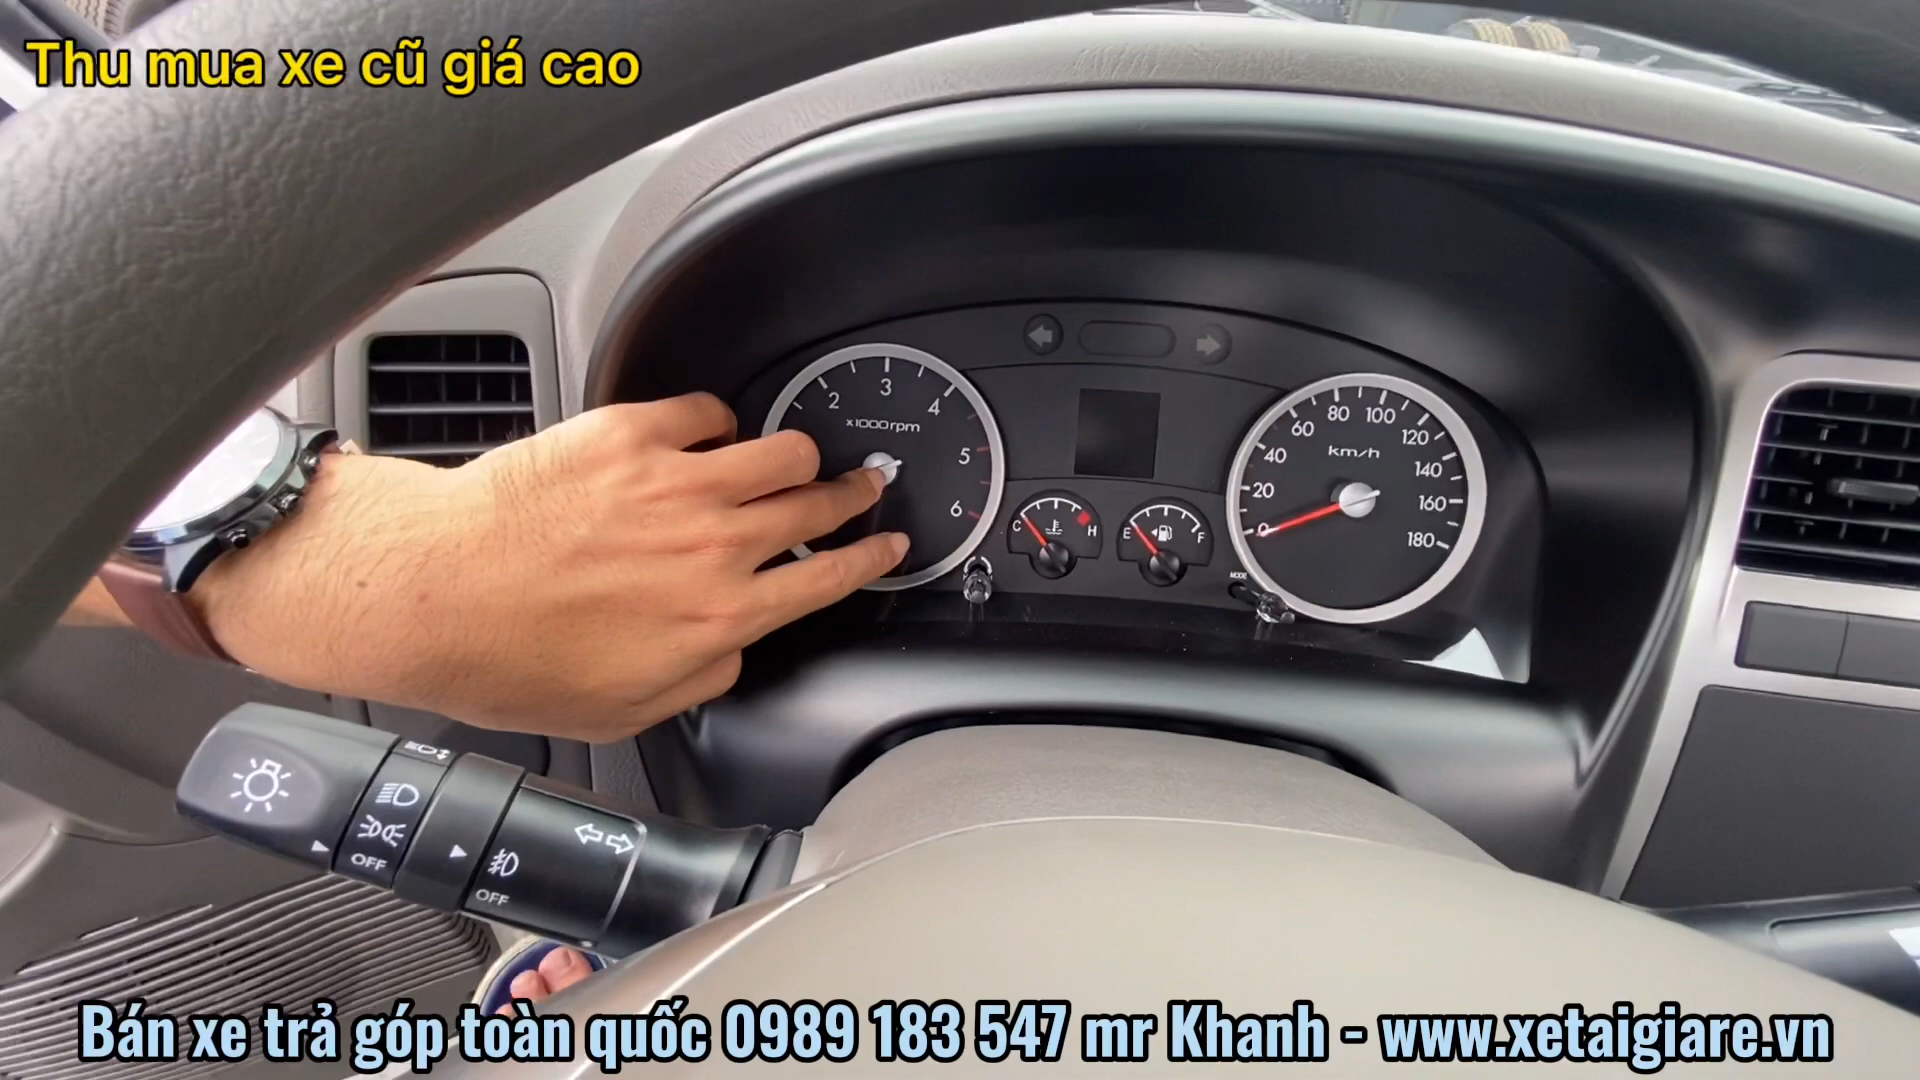 Thu mua xe cũ giá cao
2 3 4 5 6
x1000rpm
0 20 40 60 80 100 120 140 160 180
km/h
C H
E F
MODE
OFF
OFF
Bán xe trả góp toàn quốc 0989 183 547 mr Khanh - www.xetaigiare.vn